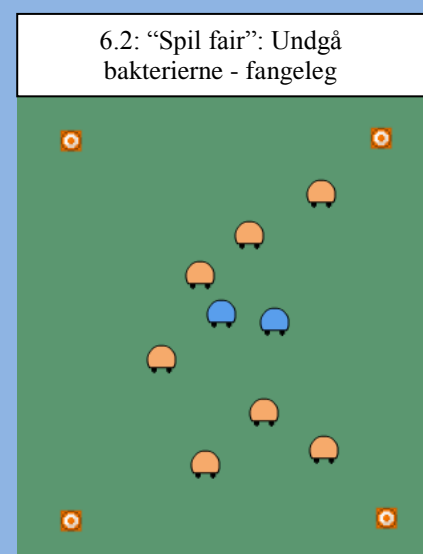 6.2: “Spil fair”: Undgå
bakterierne - fangeleg